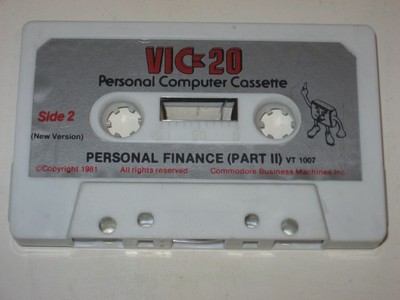 VIC 20
Personal Computer Cassette
Side 2
(New Version)
PERSONAL FINANCE (PART II) VT 1007
©Copyright 1981 All rights reserved Commodore Business Machines Inc.